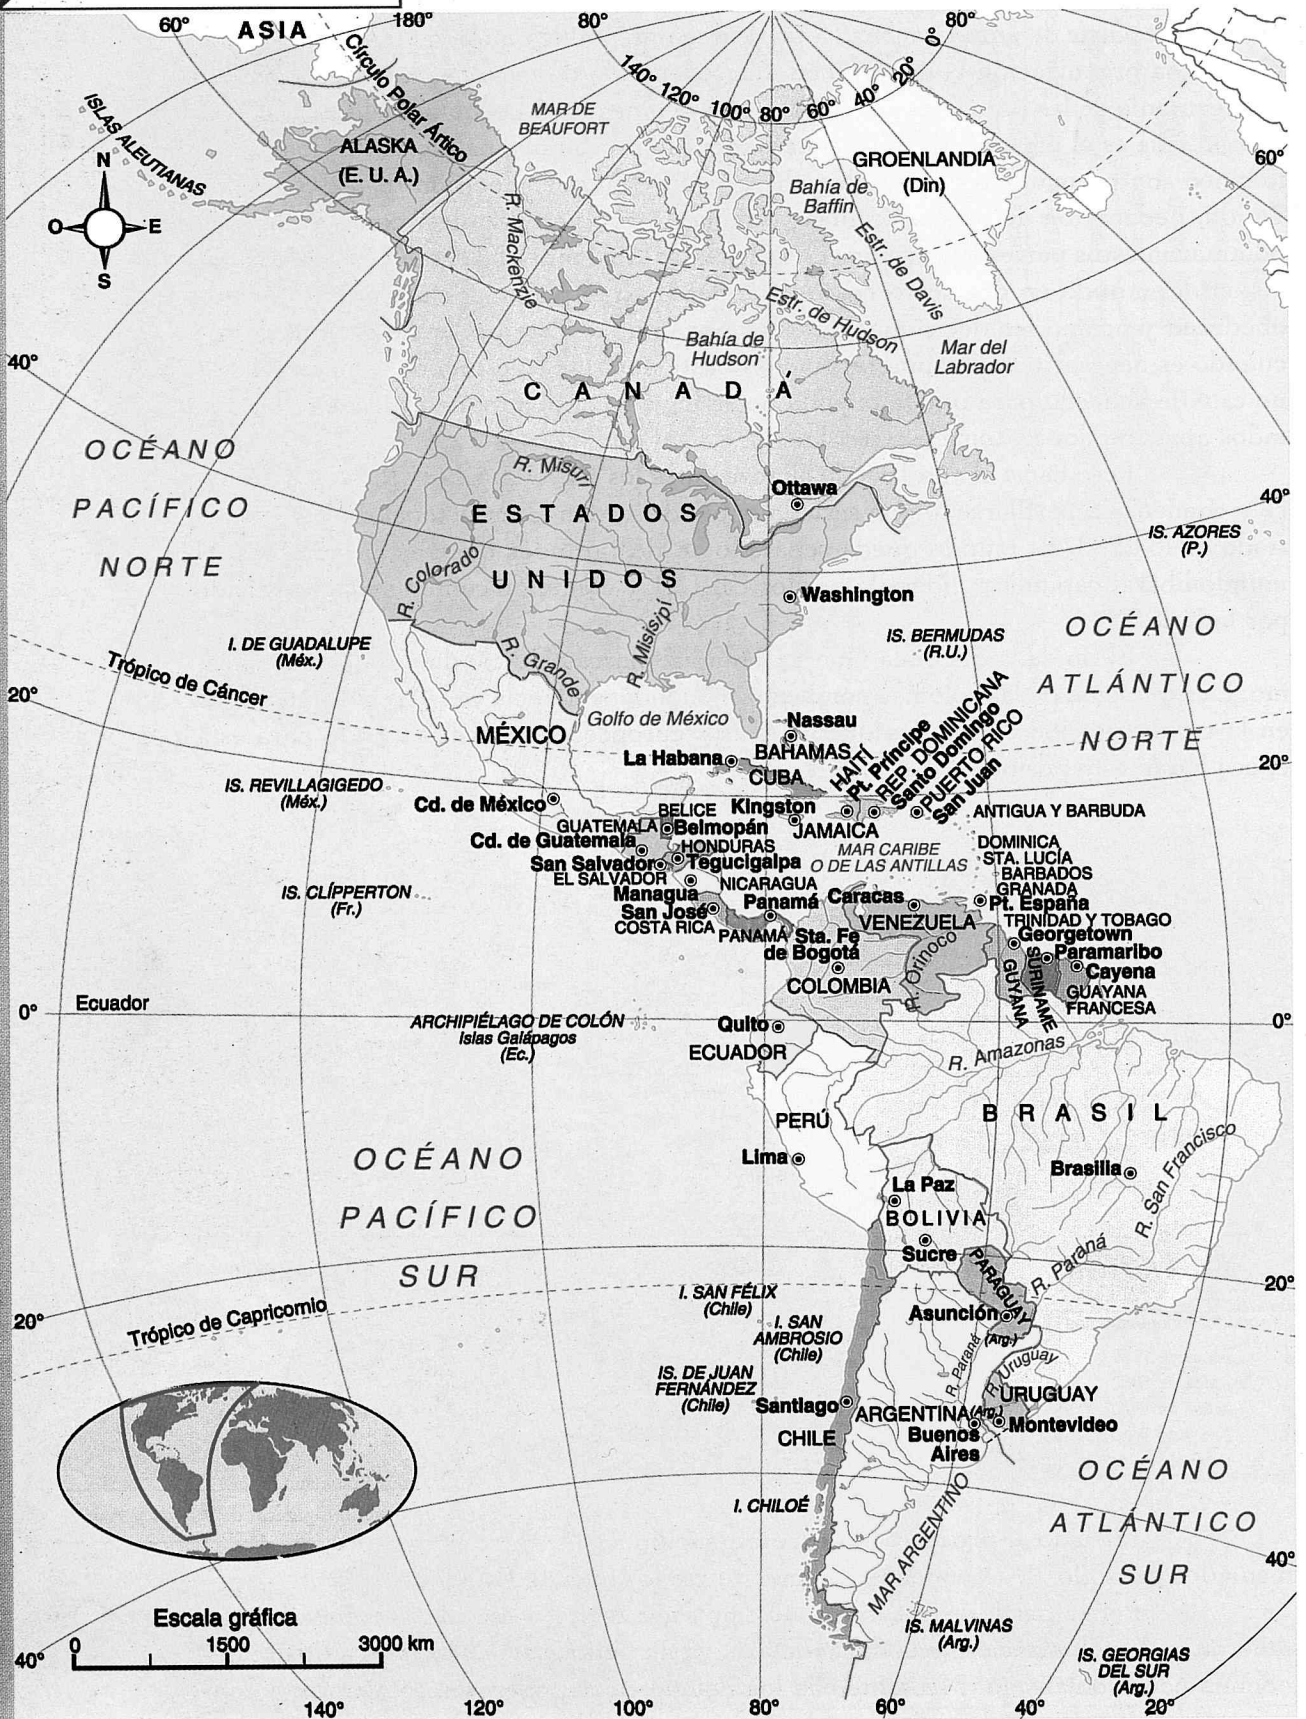 60°
ASIA
180°
80°
80°
Círculo Polar Ártico
140°
120°
100°
80°
60°
40°
20°
0°
ISLAS ALEUTIANAS
MAR DE
BEAUFORT
ALASKA
(E. U. A.)
GROENLANDIA
(Din)
60°
Bahía de
Baffin
N
O
E
S
R. Mackenzie
Estr. de Davis
Estr. de Hudson
Bahía de
Hudson
Mar del
Labrador
40°
CANADÁ
OCÉANO
PACÍFICO
NORTE
R. Misuri
Ottawa
40°
ESTADOS
UNIDOS
IS. AZORES
(P.)
R. Colorado
Washington
R. Misisipí
I. DE GUADALUPE
(Méx.)
IS. BERMUDAS
(R.U.)
OCÉANO
ATLÁNTICO
NORTE
Trópico de Cáncer
R. Grande
20°
Golfo de México
Nassau
BAHAMAS
MÉXICO
La Habana
CUBA
HAITÍ
Pt. Príncipe
REP. DOMINICANA
Santo Domingo
PUERTO RICO
San Juan
20°
IS. REVILLAGIGEDO
(Méx.)
Cd. de México
BELICE
Kingston
ANTIGUA Y BARBUDA
GUATEMALA
Belmopán
JAMAICA
Cd. de Guatemala
HONDURAS
MAR CARIBE
O DE LAS ANTILLAS
DOMINICA
STA. LUCÍA
BARBADOS
GRANADA
San Salvador
Tegucigalpa
EL SALVADOR
NICARAGUA
IS. CLÍPPERTON
(Fr.)
Managua
Panamá
Caracas
Pt. España
San José
VENEZUELA
TRINIDAD Y TOBAGO
COSTA RICA
PANAMÁ
Sta. Fe
de Bogotá
Georgetown
Paramaribo
Cayena
R. Orinoco
COLOMBIA
GUYANA
SURINAME
GUAYANA
FRANCESA
0°
Ecuador
ARCHIPIÉLAGO DE COLÓN
Islas Galápagos
(Ec.)
Quito
0°
ECUADOR
R. Amazonas
PERÚ
BRASIL
OCÉANO
PACÍFICO
SUR
Lima
Brasilia
R. San Francisco
La Paz
BOLIVIA
Sucre
PARAGUAY
R. Paraná
20°
I. SAN FÉLIX
(Chile)
Asunción
20°
Trópico de Capricornio
I. SAN
AMBROSIO
(Chile)
(Arg.)
R. Paraná
R. Uruguay
IS. DE JUAN
FERNÁNDEZ
(Chile)
Santiago
URUGUAY
ARGENTINA
(Arg.)
Montevideo
CHILE
Buenos
Aires
OCÉANO
ATLÁNTICO
SUR
I. CHILOÉ
MAR ARGENTINO
40°
Escala gráfica
0
1500
3000 km
IS. MALVINAS
(Arg.)
IS. GEORGIAS
DEL SUR
(Arg.)
40°
140°
120°
100°
80°
60°
40°
20°